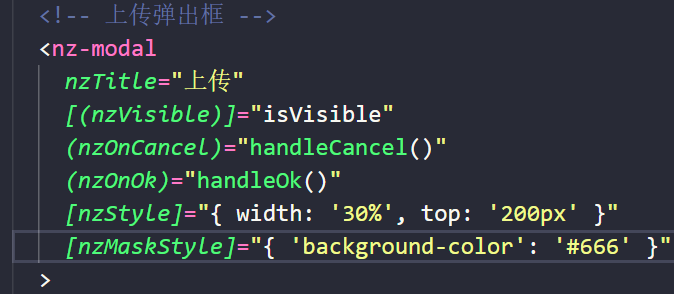 <!-- 上传弹出框 -->
<nz-modal
nzTitle="上传"
[(nzVisible)]="isVisible"
(nzOnCancel)="handleCancel()"
(nzOnOk)="handleOk()"
[nzStyle]="{ width: '30%', top: '200px' }"
[nzMaskStyle]="{ 'background-color': '#666' }"
>